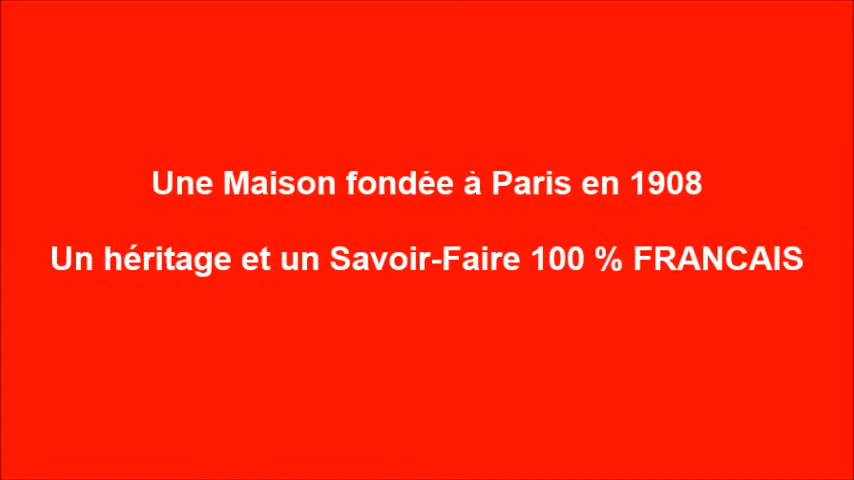 Une Maison fondée à Paris en 1908
Un héritage et un Savoir-Faire 100 % FRANCAIS